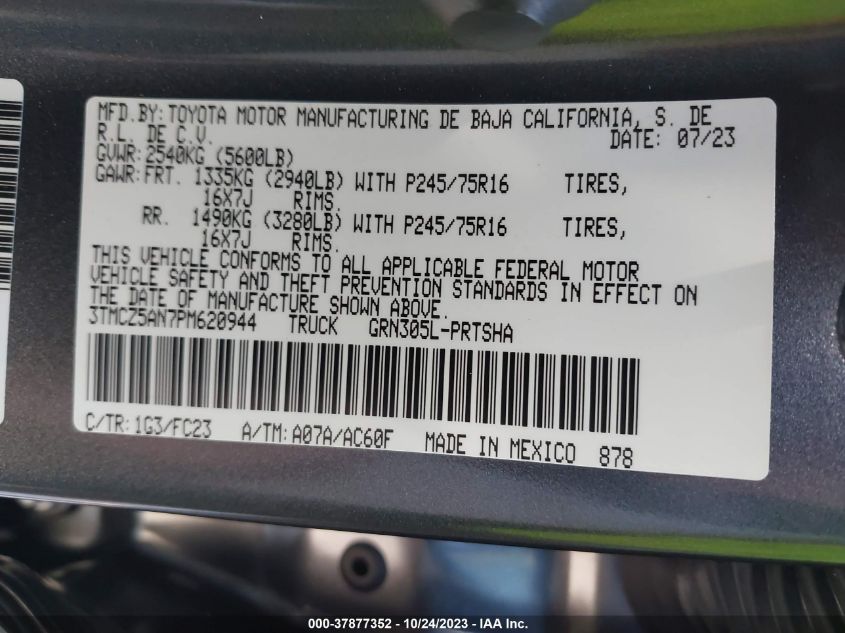 MFD.BY: TOYOTA MOTOR MANUFACTURING DE BAJA CALIFORNIA, S. DE
R.L. DE C.V. DATE: 07/23
GVWR: 2540KG (5600LB)
GAWR: FRT. 1335KG (2940LB) WITH P245/75R16 TIRES,
16X7J RIMS.
RR. 1490KG (3280LB) WITH P245/75R16 TIRES,
16X7J RIMS.
THIS VEHICLE CONFORMS TO ALL APPLICABLE FEDERAL MOTOR
VEHICLE SAFETY AND THEFT PREVENTION STANDARDS IN EFFECT ON
THE DATE OF MANUFACTURE SHOWN ABOVE.
3TMCZ5AN7PM620944 TRUCK GRN305L-PRTSHA
C/TR: 1G3/FC23 A/TM: A07A/AC60F MADE IN MEXICO 878
000-37877352 • 10/24/2023 - IAA Inc.